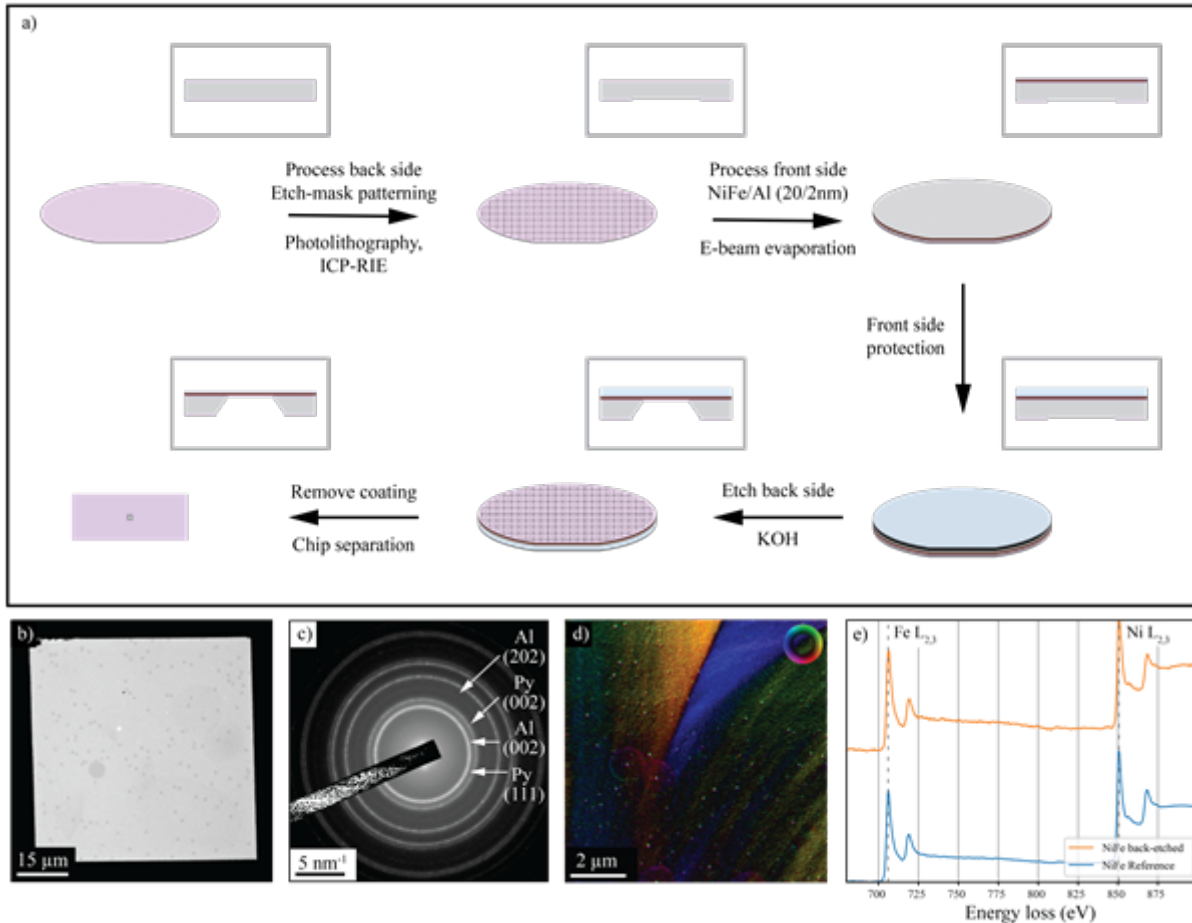 a)
Process back side
Etch-mask patterning
Photolithography,
ICP-RIE
Process front side
NiFe/Al (20/2nm)
E-beam evaporation
Front side
protection
Remove coating
Chip separation
Etch back side
KOH
b)
15 µm
c)
Al
(202)
Py
(002)
Al
(002)
Py
(111)
5 nm⁻¹
d)
2 µm
e)
Fe L₂,₃
Ni L₂,₃
NiFe back-etched
NiFe Reference
700 725 750 775 800 825 850 875
Energy loss (eV)